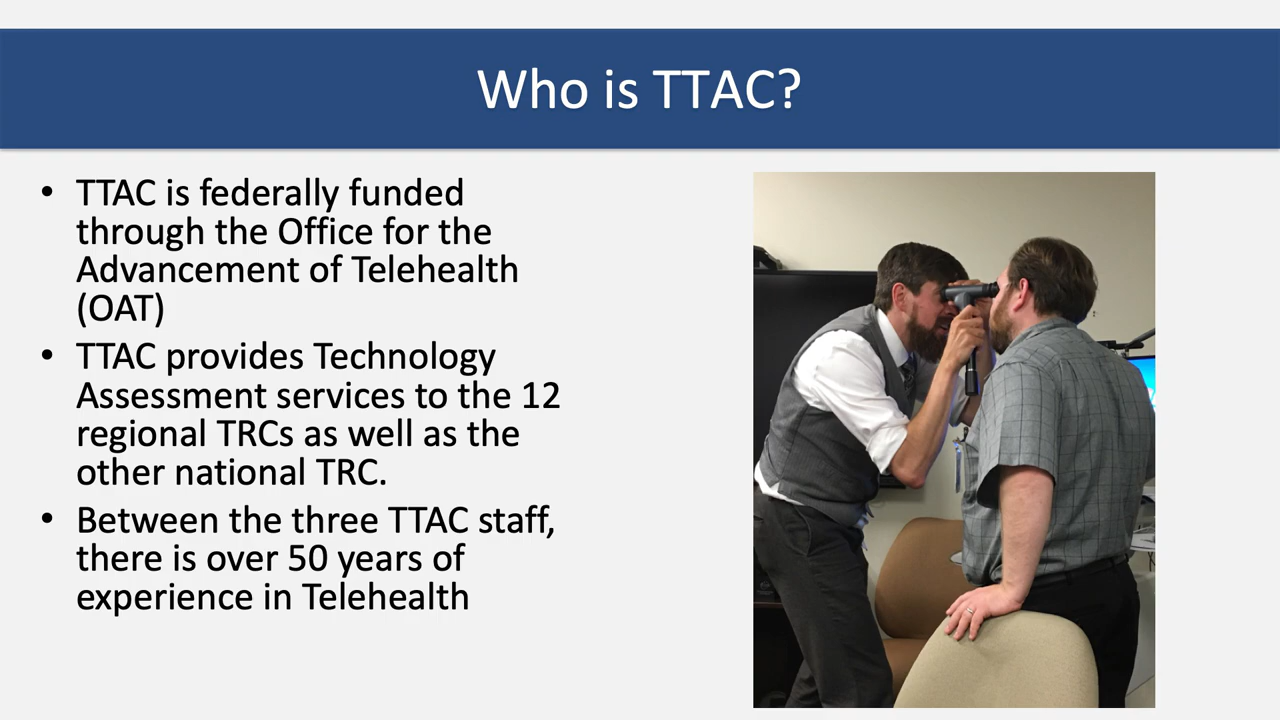 Who is TTAC?
• TTAC is federally funded
through the Office for the
Advancement of Telehealth
(OAT)
• TTAC provides Technology
Assessment services to the 12
regional TRCs as well as the
other national TRC.
• Between the three TTAC staff,
there is over 50 years of
experience in Telehealth